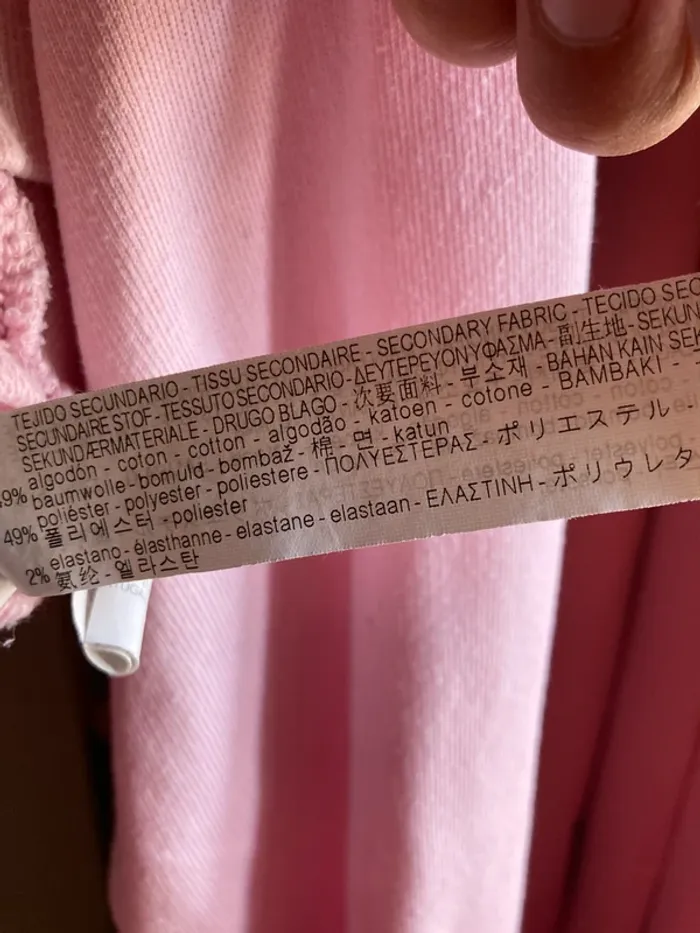 TEJIDO SECUNDARIO - TISSU SECONDAIRE - SECONDARY FABRIC - TECIDO SEC
SECUNDAIRE STOF - TESSUTO SECONDARIO - ΔΕΥΤΕΡΕΥΟΝ ΥΦΑΣΜΑ - 副生地 - SEKUN
SEKUNDÆRMATERIALE - DRUGO BLAGO - 次要面料 - 부소재 - BAHAN KAIN SEK
algodón - coton - cotton - algodão - katoen - cotone - BAMBAKI -
49% baumwolle - bomuld - bombaž - 棉 - 면 - katun
poliéster - polyester - poliestere - ΠΟΛΥΕΣΤΕΡΑΣ - ポリエステル
49% 폴리에스터 - poliester
elastano - élasthanne - elastane - elastaan - ΕΛΑΣΤΙΝΗ - ポリウレタ
2% 氨纶 - 엘라스탄